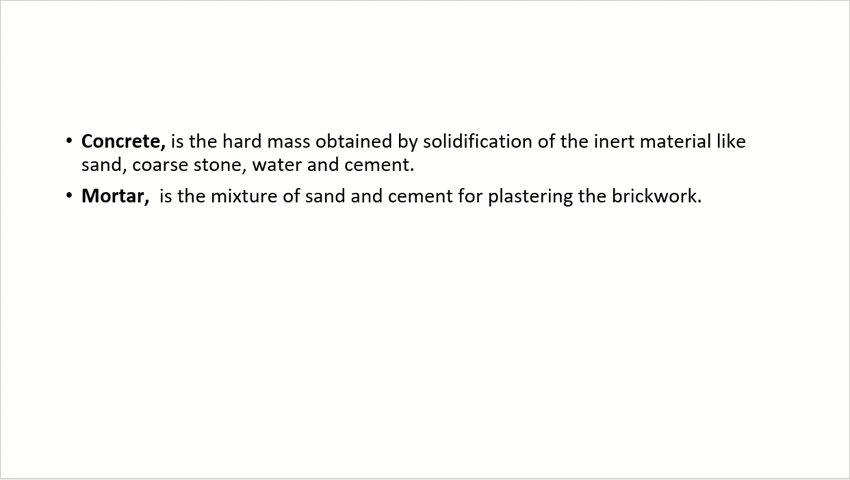 • Concrete, is the hard mass obtained by solidification of the inert material like
sand, coarse stone, water and cement.
• Mortar,  is the mixture of sand and cement for plastering the brickwork.